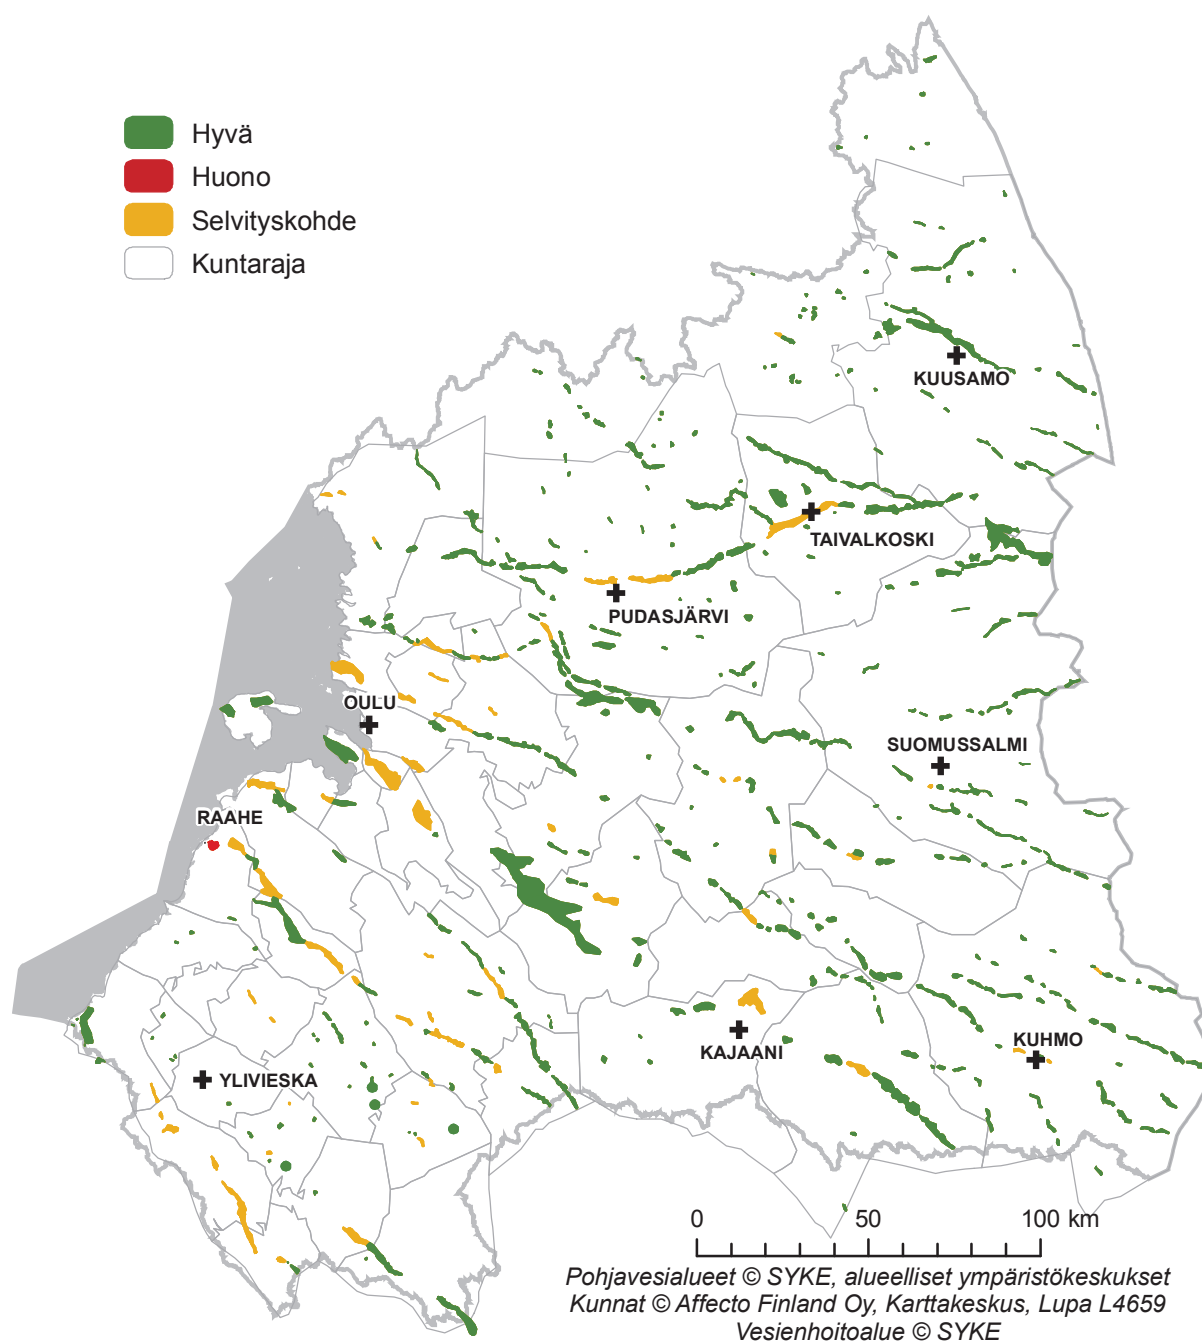 Hyvä
Huono
Selvityskohde
Kuntaraja
KUUSAMO
TAIVALKOSKI
PUDASJÄRVI
OULU
SUOMUSSALMI
RAAHE
KAJAANI
KUHMO
YLIVIESKA
0 50 100 km
Pohjavesialueet © SYKE, alueelliset ympäristökeskukset
Kunnat © Affecto Finland Oy, Karttakeskus, Lupa L4659
Vesienhoitoalue © SYKE